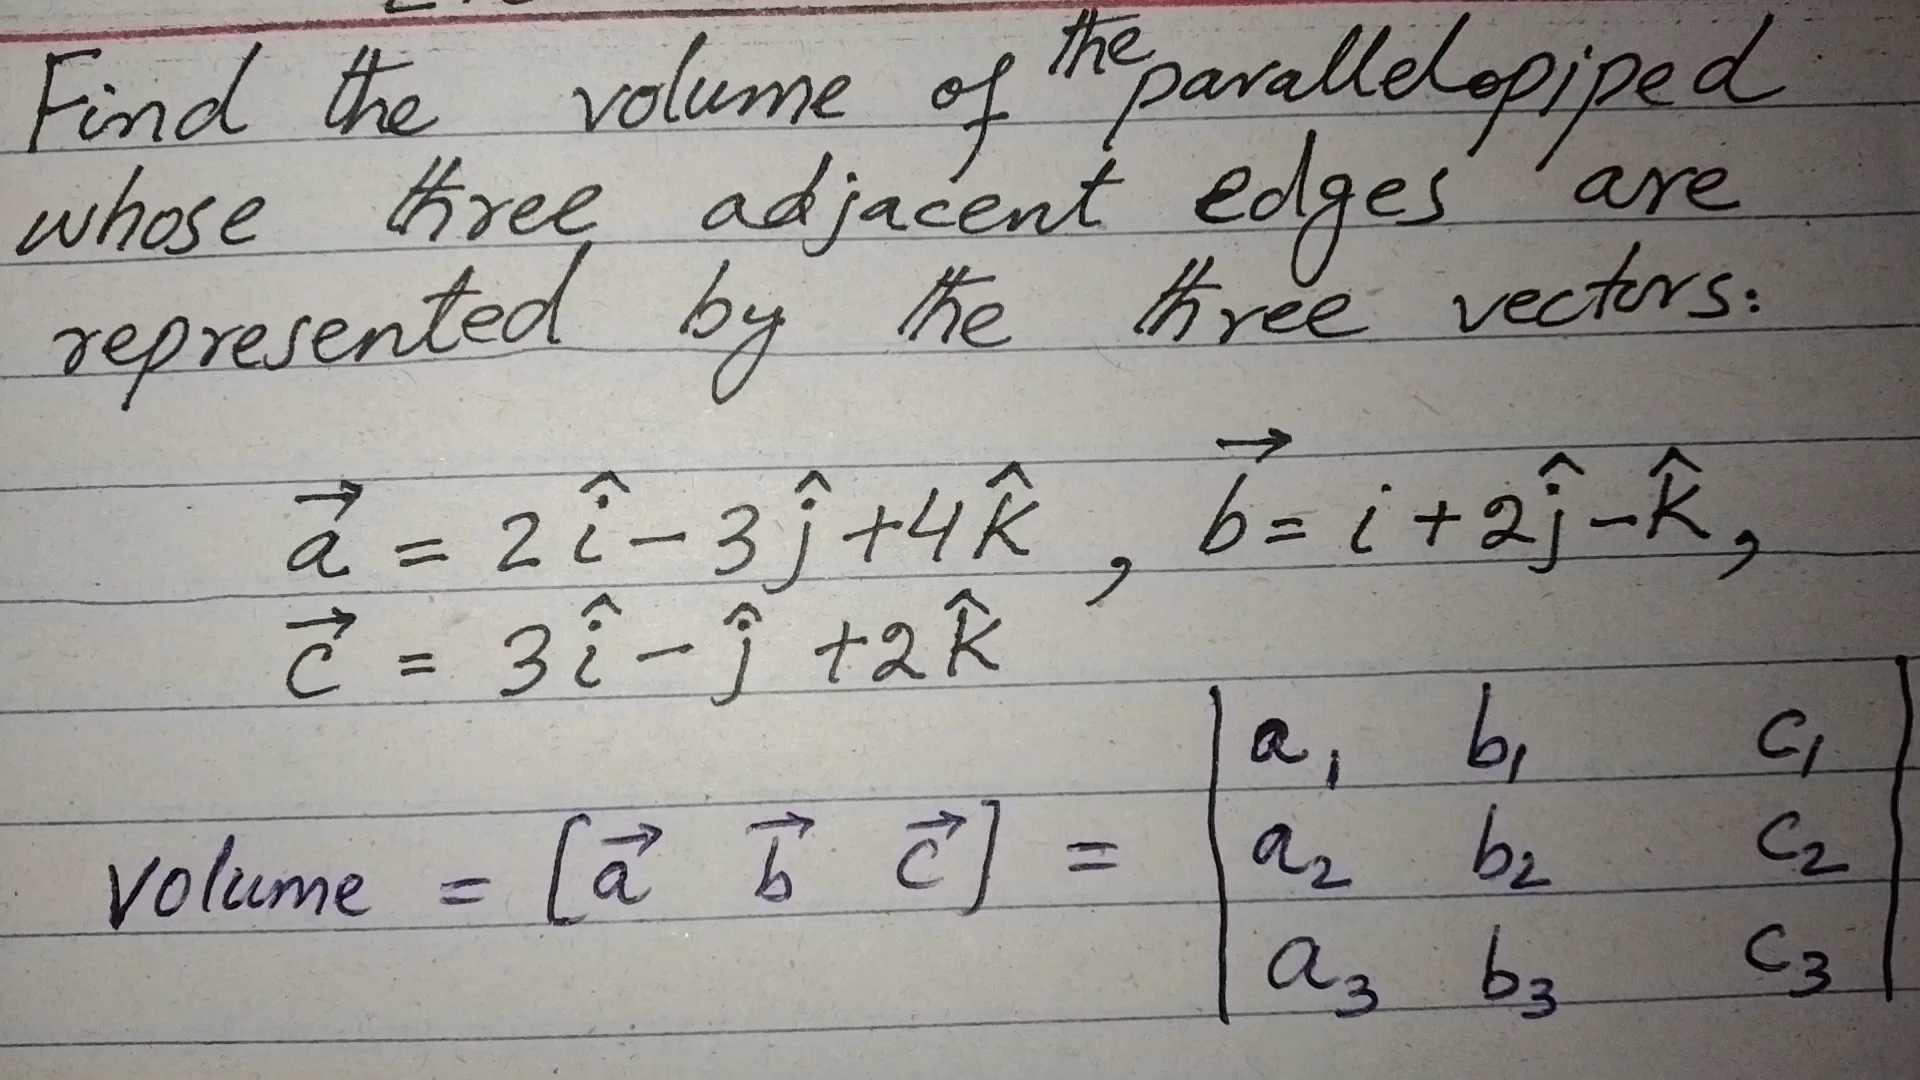 Find the volume of the parallelopiped
whose three adjacent edges are
represented by the three vectors:
a⃗ = 2î - 3ĵ + 4k̂ , b⃗ = i + 2ĵ - k̂,
c⃗ = 3î - ĵ + 2k̂
a₁ b₁ c₁
volume = [a⃗ b⃗ c⃗] = | a₂ b₂ c₂ |
a₃ b₃ c₃